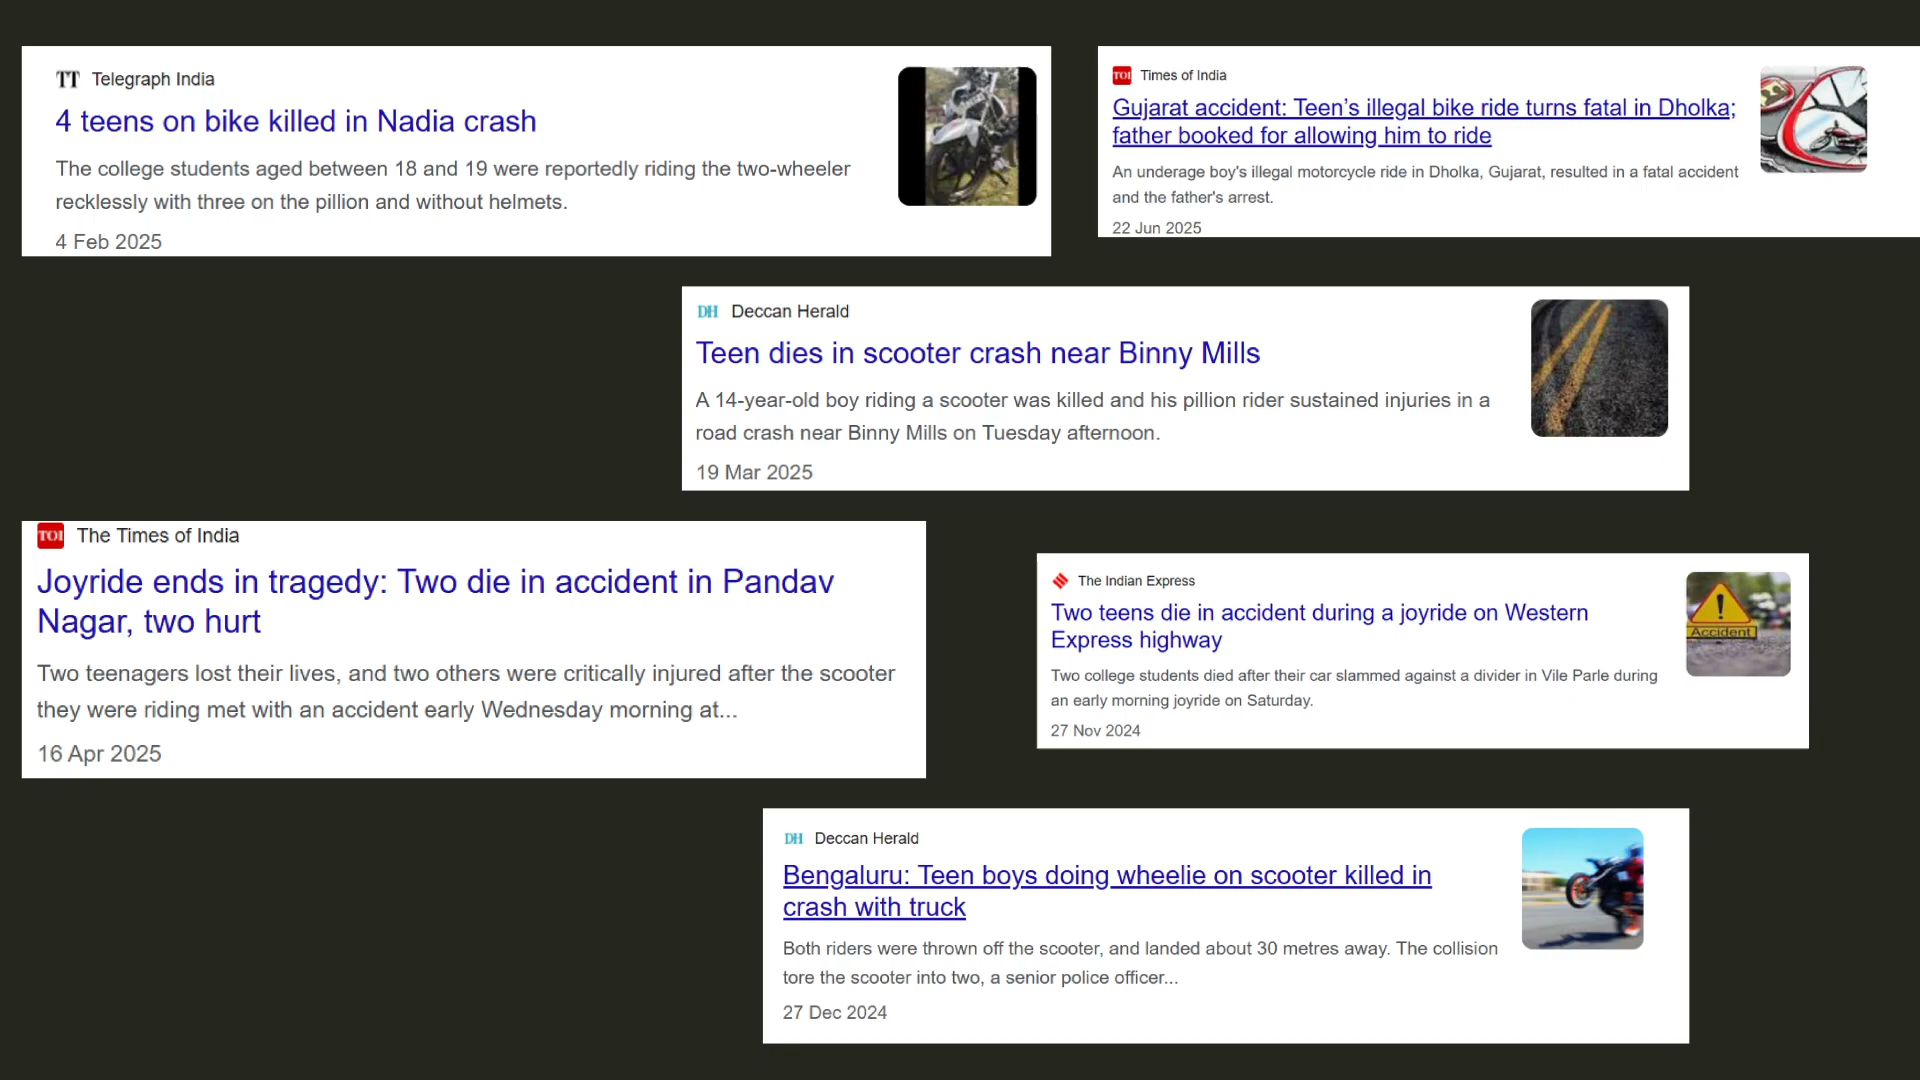 TT Telegraph India
4 teens on bike killed in Nadia crash
The college students aged between 18 and 19 were reportedly riding the two-wheeler
recklessly with three on the pillion and without helmets.
4 Feb 2025
TOI Times of India
Gujarat accident: Teen's illegal bike ride turns fatal in Dholka;
father booked for allowing him to ride
An underage boy's illegal motorcycle ride in Dholka, Gujarat, resulted in a fatal accident
and the father's arrest.
22 Jun 2025
DH Deccan Herald
Teen dies in scooter crash near Binny Mills
A 14-year-old boy riding a scooter was killed and his pillion rider sustained injuries in a
road crash near Binny Mills on Tuesday afternoon.
19 Mar 2025
TOI The Times of India
Joyride ends in tragedy: Two die in accident in Pandav
Nagar, two hurt
Two teenagers lost their lives, and two others were critically injured after the scooter
they were riding met with an accident early Wednesday morning at...
16 Apr 2025
The Indian Express
Two teens die in accident during a joyride on Western
Express highway
Two college students died after their car slammed against a divider in Vile Parle during
an early morning joyride on Saturday.
27 Nov 2024
Accident
DH Deccan Herald
Bengaluru: Teen boys doing wheelie on scooter killed in
crash with truck
Both riders were thrown off the scooter, and landed about 30 metres away. The collision
tore the scooter into two, a senior police officer...
27 Dec 2024